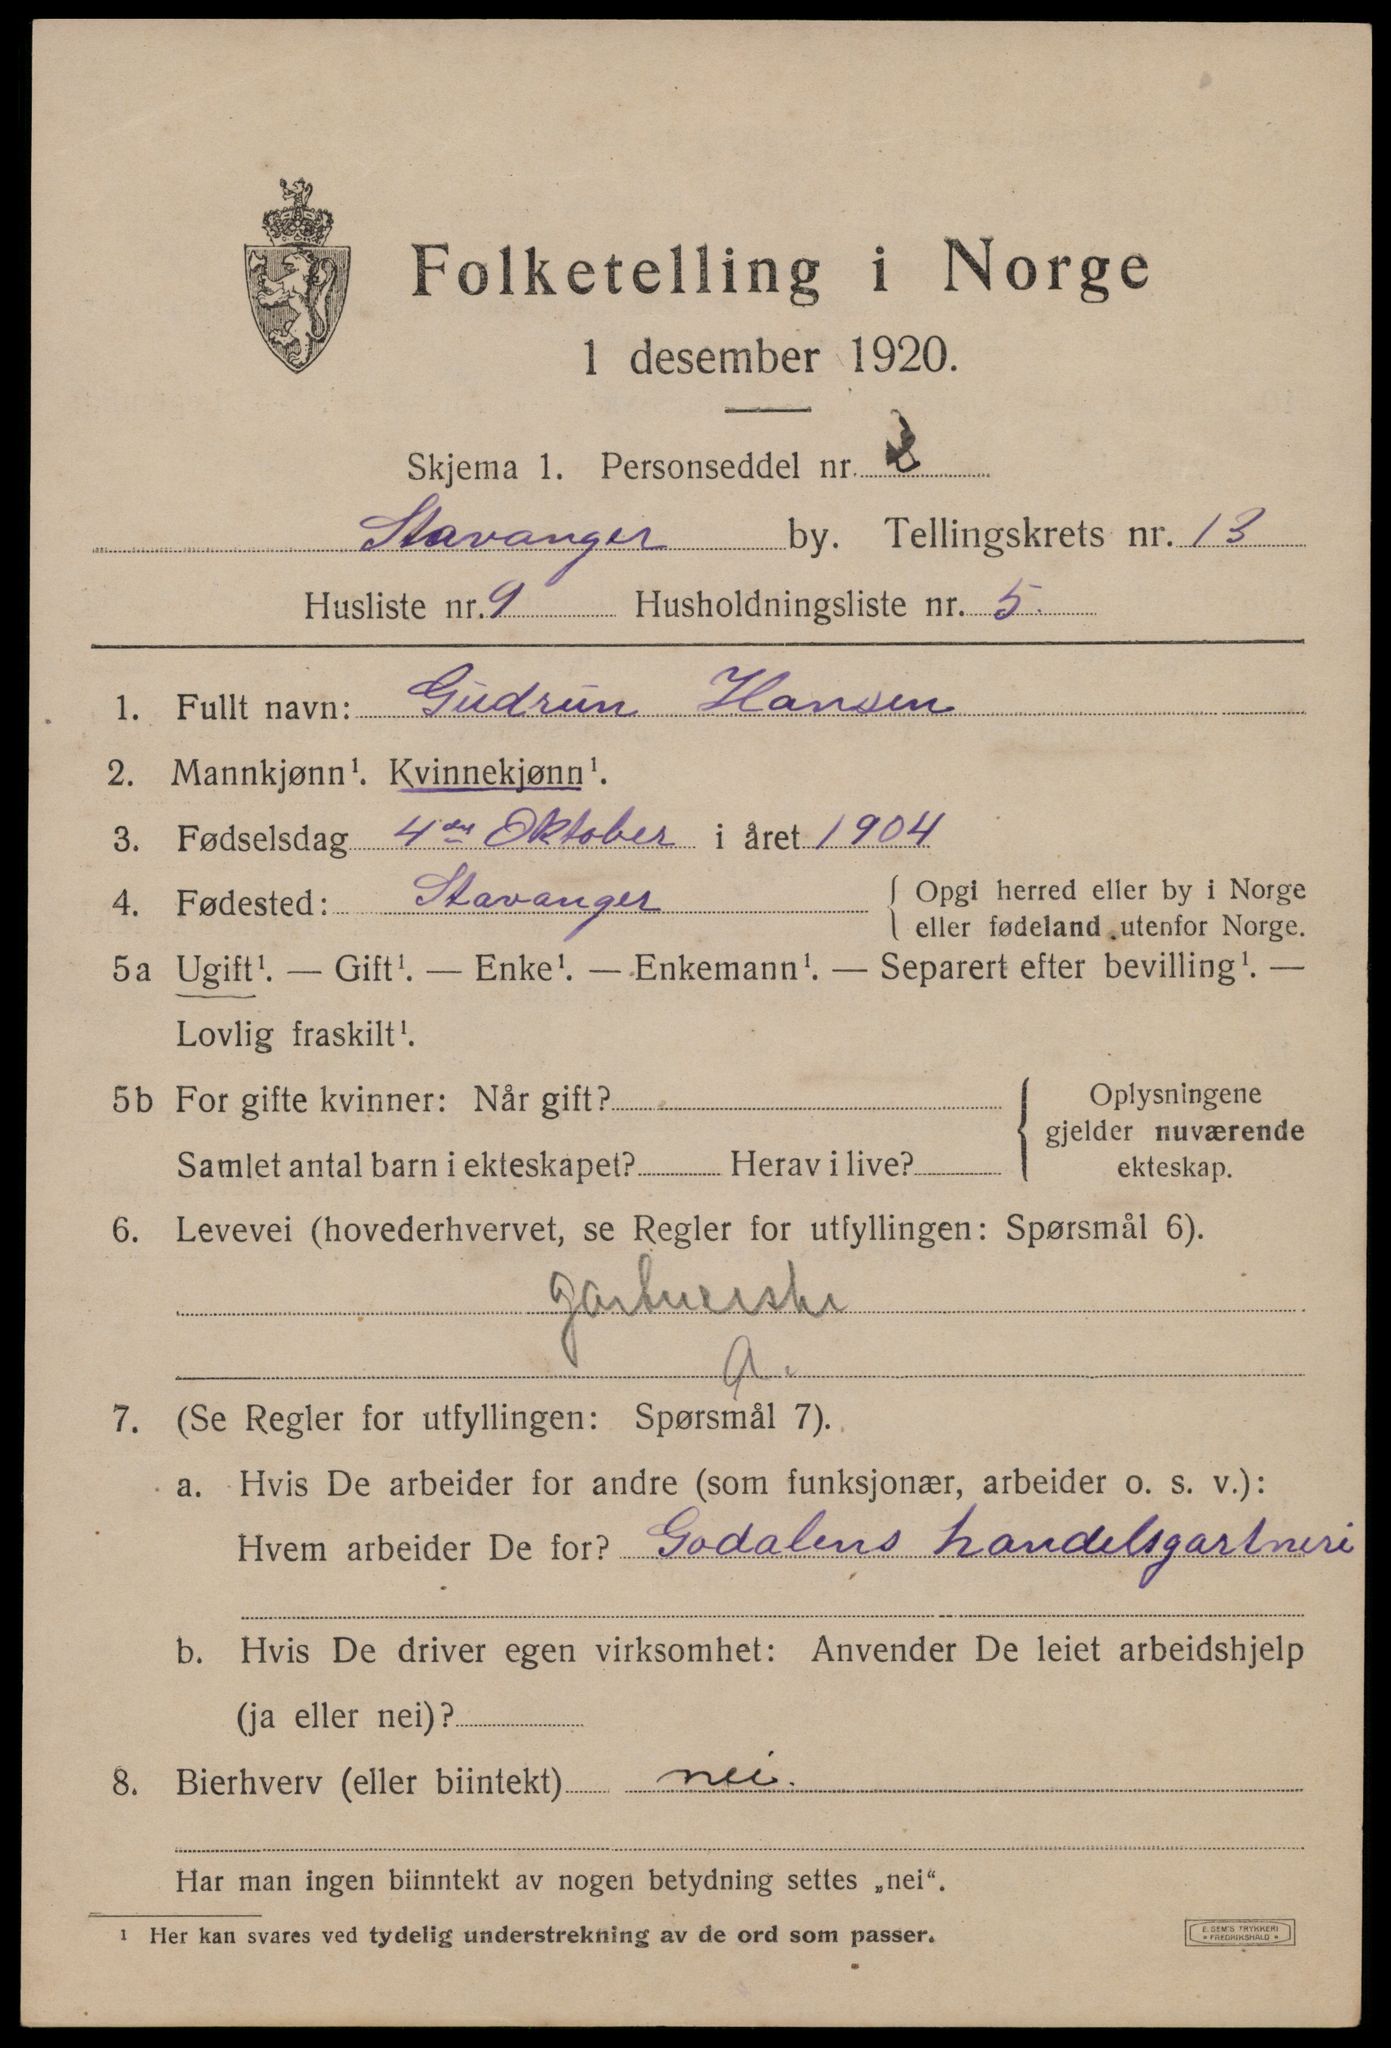 Folketelling i Norge
1 desember 1920.
Skjema 1. Personseddel nr.
Stavanger by. Tellingskrets nr. 13
Husliste nr. 9 Husholdningsliste nr. 5.
1. Fullt navn: Gudrun Hansen
2. Mannkjønn¹. Kvinnekjønn¹.
3. Fødselsdag 4de Oktober i året 1904
4. Fødested: Stavanger { Opgi herred eller by i Norge
eller fødeland utenfor Norge.
5a Ugift¹. — Gift¹. — Enke¹. — Enkemann¹. — Separert efter bevilling¹. —
Lovlig fraskilt¹.
5b For gifte kvinner: Når gift? { Oplysningene
gjelder nuværende
Samlet antal barn i ekteskapet? Herav i live? ekteskap.
6. Levevei (hovederhvervet, se Regler for utfyllingen: Spørsmål 6).
gartnerske
a.
7. (Se Regler for utfyllingen: Spørsmål 7).
a. Hvis De arbeider for andre (som funksjonær, arbeider o. s. v.):
Hvem arbeider De for? Godalens handelsgartneri
b. Hvis De driver egen virksomhet: Anvender De leiet arbeidshjelp
(ja eller nei)?
8. Bierhverv (eller biintekt) nei.
Har man ingen biinntekt av nogen betydning settes „nei“.
¹ Her kan svares ved tydelig understrekning av de ord som passer.
E. SEM'S TRYKKERI
FREDRIKSHALD